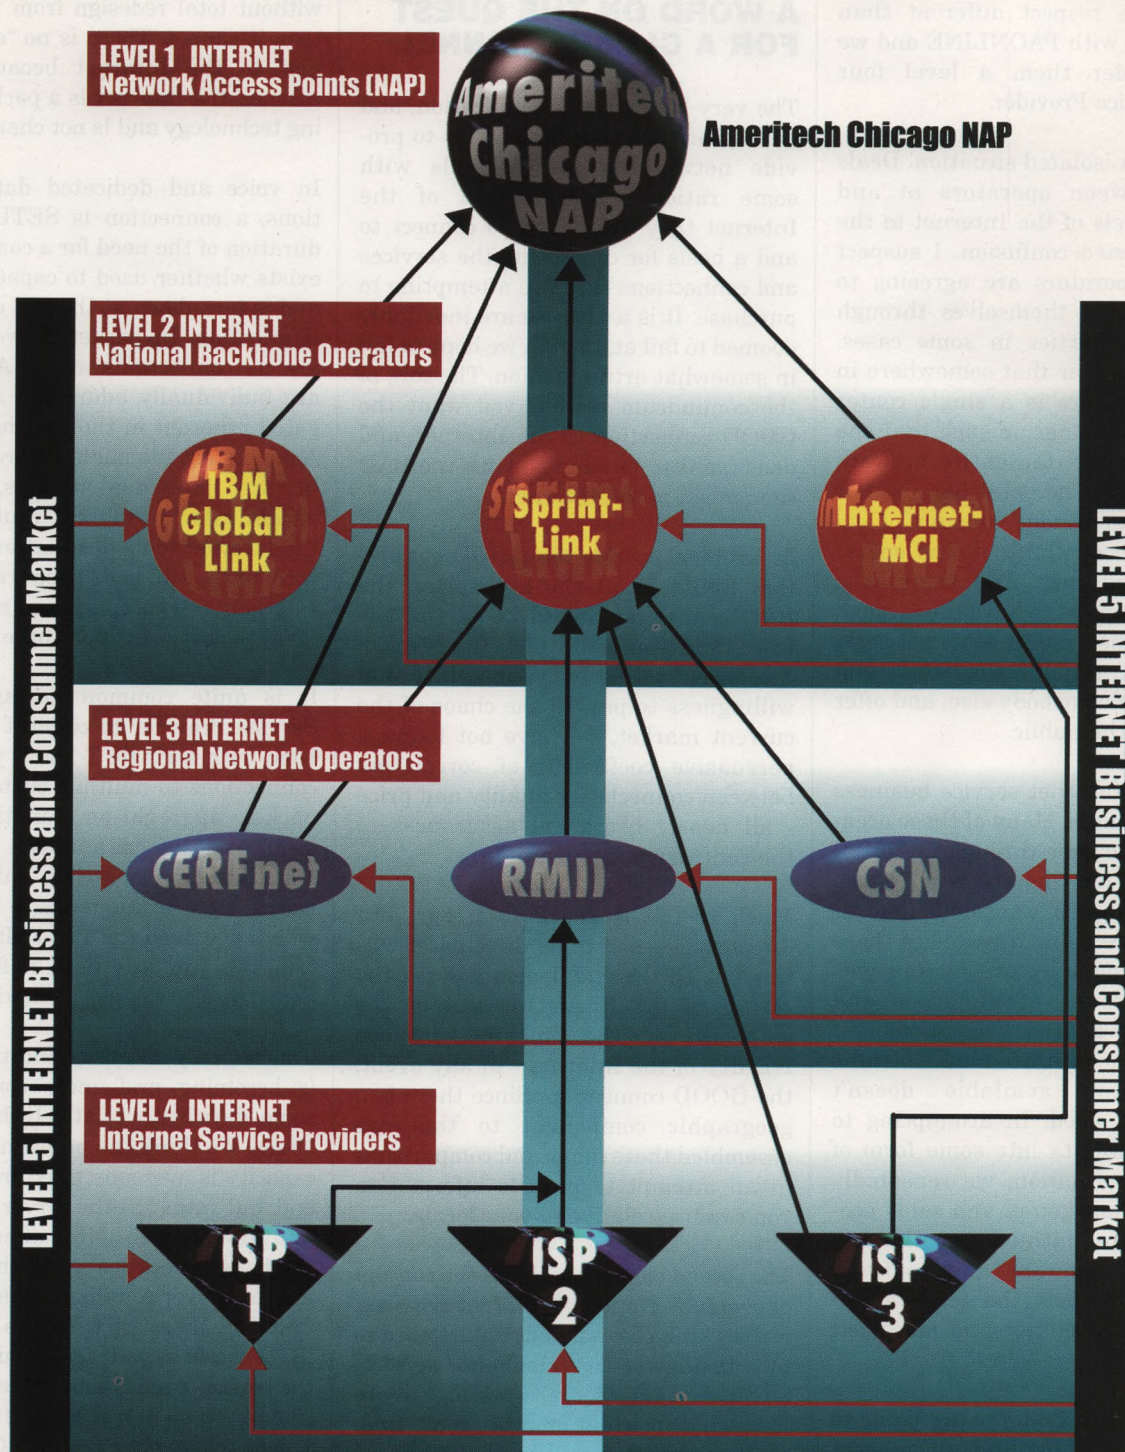 LEVEL 1 INTERNET
Network Access Points (NAP)
Ameritech
Chicago
NAP
Ameritech Chicago NAP
LEVEL 2 INTERNET
National Backbone Operators
IBM
Global
LInk
Sprint-
Link
Internet-
MCI
LEVEL 3 INTERNET
Regional Network Operators
CERFnet
RMII
CSN
LEVEL 4 INTERNET
Internet Service Providers
ISP
1
ISP
2
ISP
3
LEVEL 5 INTERNET Business and Consumer Market
LEVEL 5 INTERNET Business and Consumer Market